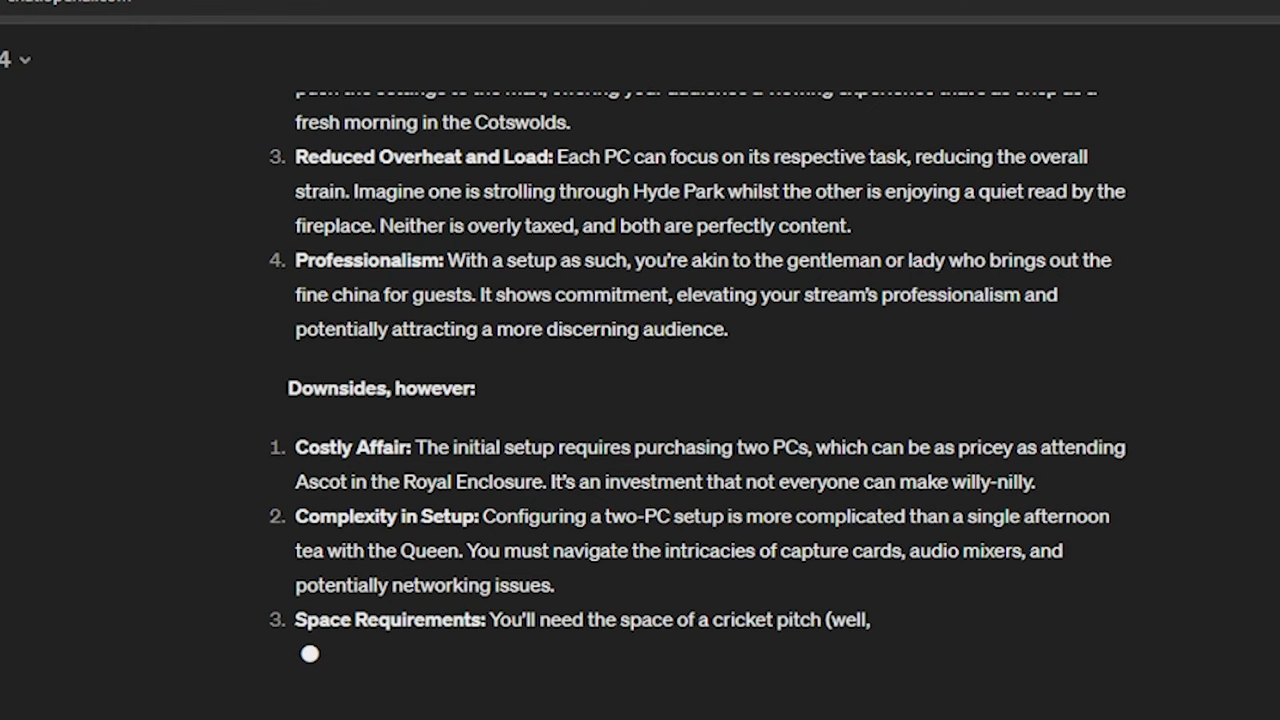 4
fresh morning in the Cotswolds.
3. Reduced Overheat and Load: Each PC can focus on its respective task, reducing the overall
strain. Imagine one is strolling through Hyde Park whilst the other is enjoying a quiet read by the
fireplace. Neither is overly taxed, and both are perfectly content.
4. Professionalism: With a setup as such, you're akin to the gentleman or lady who brings out the
fine china for guests. It shows commitment, elevating your stream's professionalism and
potentially attracting a more discerning audience.
Downsides, however:
1. Costly Affair: The initial setup requires purchasing two PCs, which can be as pricey as attending
Ascot in the Royal Enclosure. It's an investment that not everyone can make willy-nilly.
2. Complexity in Setup: Configuring a two-PC setup is more complicated than a single afternoon
tea with the Queen. You must navigate the intricacies of capture cards, audio mixers, and
potentially networking issues.
3. Space Requirements: You'll need the space of a cricket pitch (well,